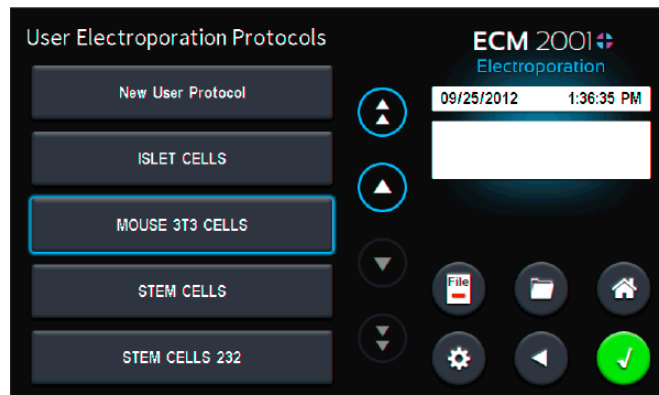 User Electroporation Protocols
New User Protocol
ISLET CELLS
MOUSE 3T3 CELLS
STEM CELLS
STEM CELLS 232
ECM 2001
Electroporation
09/25/2012 1:36:35 PM
File